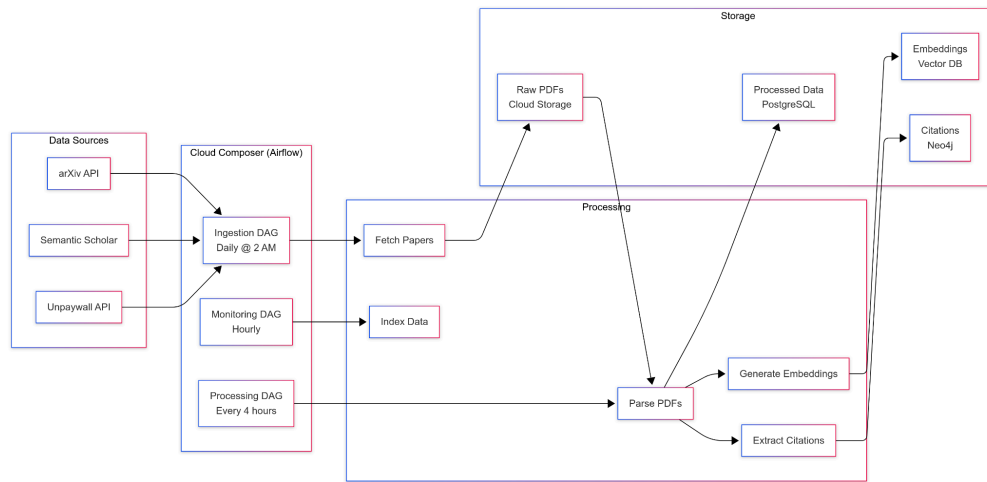 Storage
Embeddings
Vector DB
Raw PDFs
Cloud Storage
Processed Data
PostgreSQL
Citations
Neo4j
Data Sources
arXiv API
Semantic Scholar
Unpaywall API
Cloud Composer (Airflow)
Ingestion DAG
Daily @ 2 AM
Monitoring DAG
Hourly
Processing DAG
Every 4 hours
Processing
Fetch Papers
Index Data
Parse PDFs
Generate Embeddings
Extract Citations